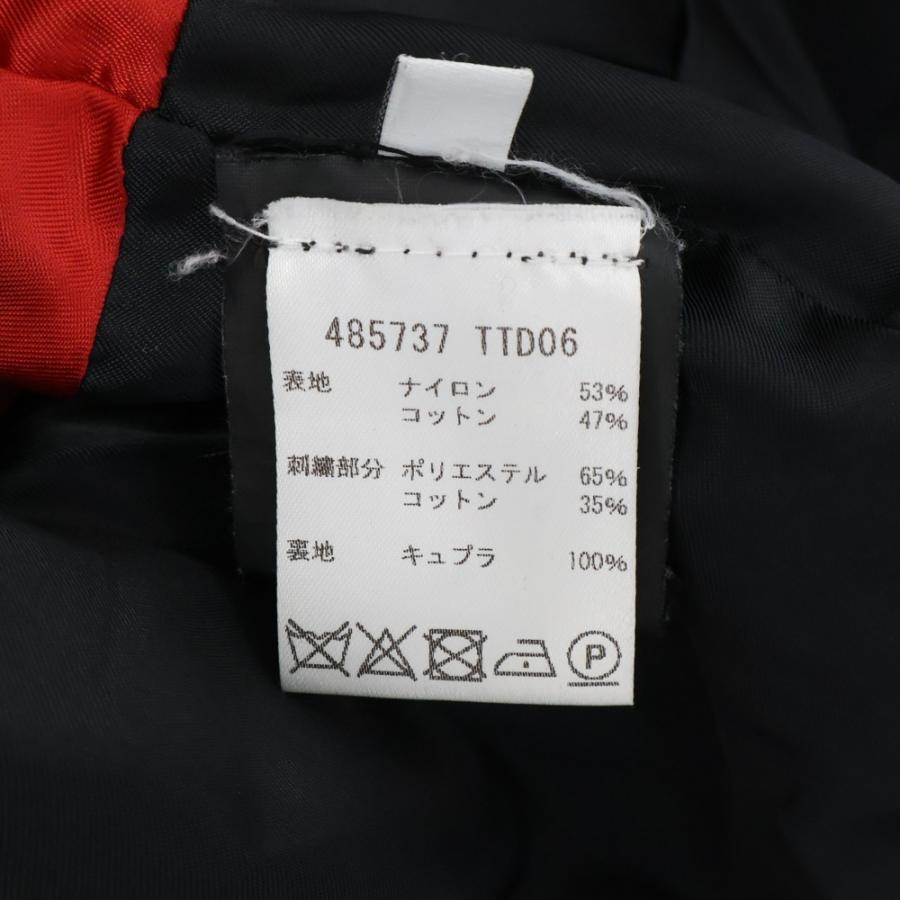 485737 TTD06
表地 ナイロン 53%
コットン 47%
刺繍部分 ポリエステル 65%
コットン 35%
裏地 キュプラ 100%
P